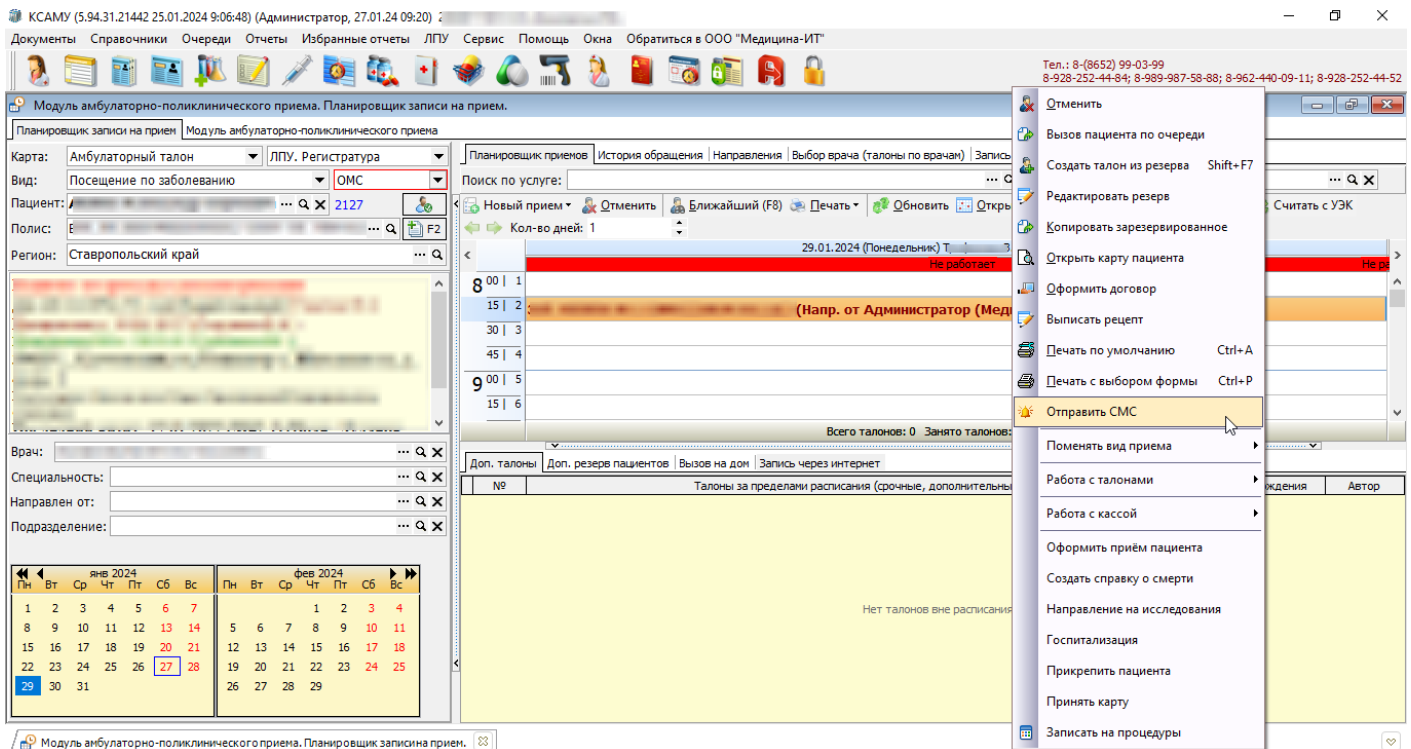 КСАМУ (5.94.31.21442 25.01.2024 9:06:48) (Администратор, 27.01.24 09:20)
Документы Справочники Очереди Отчеты Избранные отчеты ЛПУ Сервис Помощь Окна Обратиться в ООО "Медицина-ИТ"
Тел.: 8-(8652) 99-03-99
8-928-252-44-84; 8-989-987-58-88; 8-962-440-09-11; 8-928-252-44-52
Модуль амбулаторно-поликлинического приема. Планировщик записи на прием.
Планировщик записи на прием Модуль амбулаторно-поликлинического приема
Карта: Амбулаторный талон ЛПУ. Регистратура
Вид: Посещение по заболеванию ОМС
Пациент: 2127
Полис: F2
Регион: Ставропольский край
Врач:
Специальность:
Направлен от:
Подразделение:
янв 2024 фев 2024
Пн Вт Ср Чт Пт Сб Вс Пн Вт Ср Чт Пт Сб Вс
1 2 3 4 5 6 7 1 2 3 4
8 9 10 11 12 13 14 5 6 7 8 9 10 11
15 16 17 18 19 20 21 12 13 14 15 16 17 18
22 23 24 25 26 27 28 19 20 21 22 23 24 25
29 30 31 26 27 28 29
Планировщик приемов История обращения Направления Выбор врача (талоны по врачам) Запись
Поиск по услуге:
Новый прием Отменить Ближайший (F8) Печать Обновить Откры Считать с УЭК
Кол-во дней: 1
29.01.2024 (Понедельник)
Не работает Не ра
8 00 | 1
15 | 2 (Напр. от Администратор (Меди
30 | 3
45 | 4
9 00 | 5
15 | 6
Всего талонов: 0 Занято талонов:
Доп. талоны Доп. резерв пациентов Вызов на дом Запись через интернет
№ Талоны за пределами расписания (срочные, дополнительны ждения Автор
Нет талонов вне расписания
Отменить
Вызов пациента по очереди
Создать талон из резерва Shift+F7
Редактировать резерв
Копировать зарезервированное
Открыть карту пациента
Оформить договор
Выписать рецепт
Печать по умолчанию Ctrl+A
Печать с выбором формы Ctrl+P
Отправить СМС
Поменять вид приема
Работа с талонами
Работа с кассой
Оформить приём пациента
Создать справку о смерти
Направление на исследования
Госпитализация
Прикрепить пациента
Принять карту
Записать на процедуры
Модуль амбулаторно-поликлинического приема. Планировщик записи на прием.